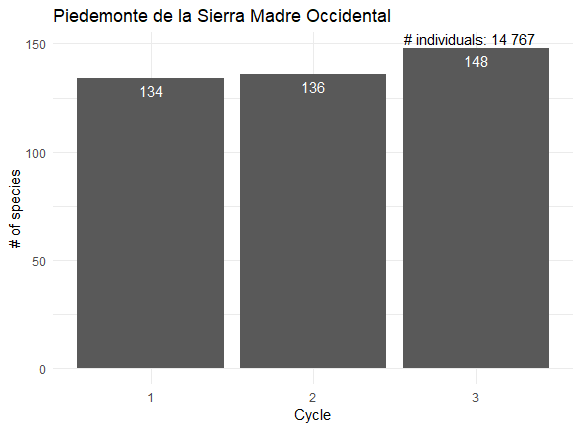 Piedemonte de la Sierra Madre Occidental
# individuals: 14 767
150
148
134
136
100
# of species
50
0
1
2
3
Cycle